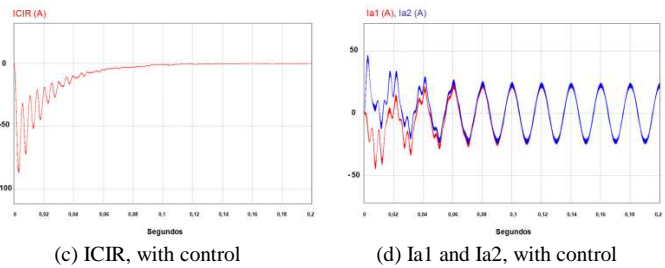 ICIR (A)
0
-50
-100
0 0,02 0,04 0,06 0,08 0,1 0,12 0,14 0,16 0,18 0,2
Segundos
(c) ICIR, with control
Ia1 (A), Ia2 (A)
50
0
-50
0 0,02 0,04 0,06 0,08 0,1 0,12 0,14 0,16 0,18 0,2
Segundos
(d) Ia1 and Ia2, with control